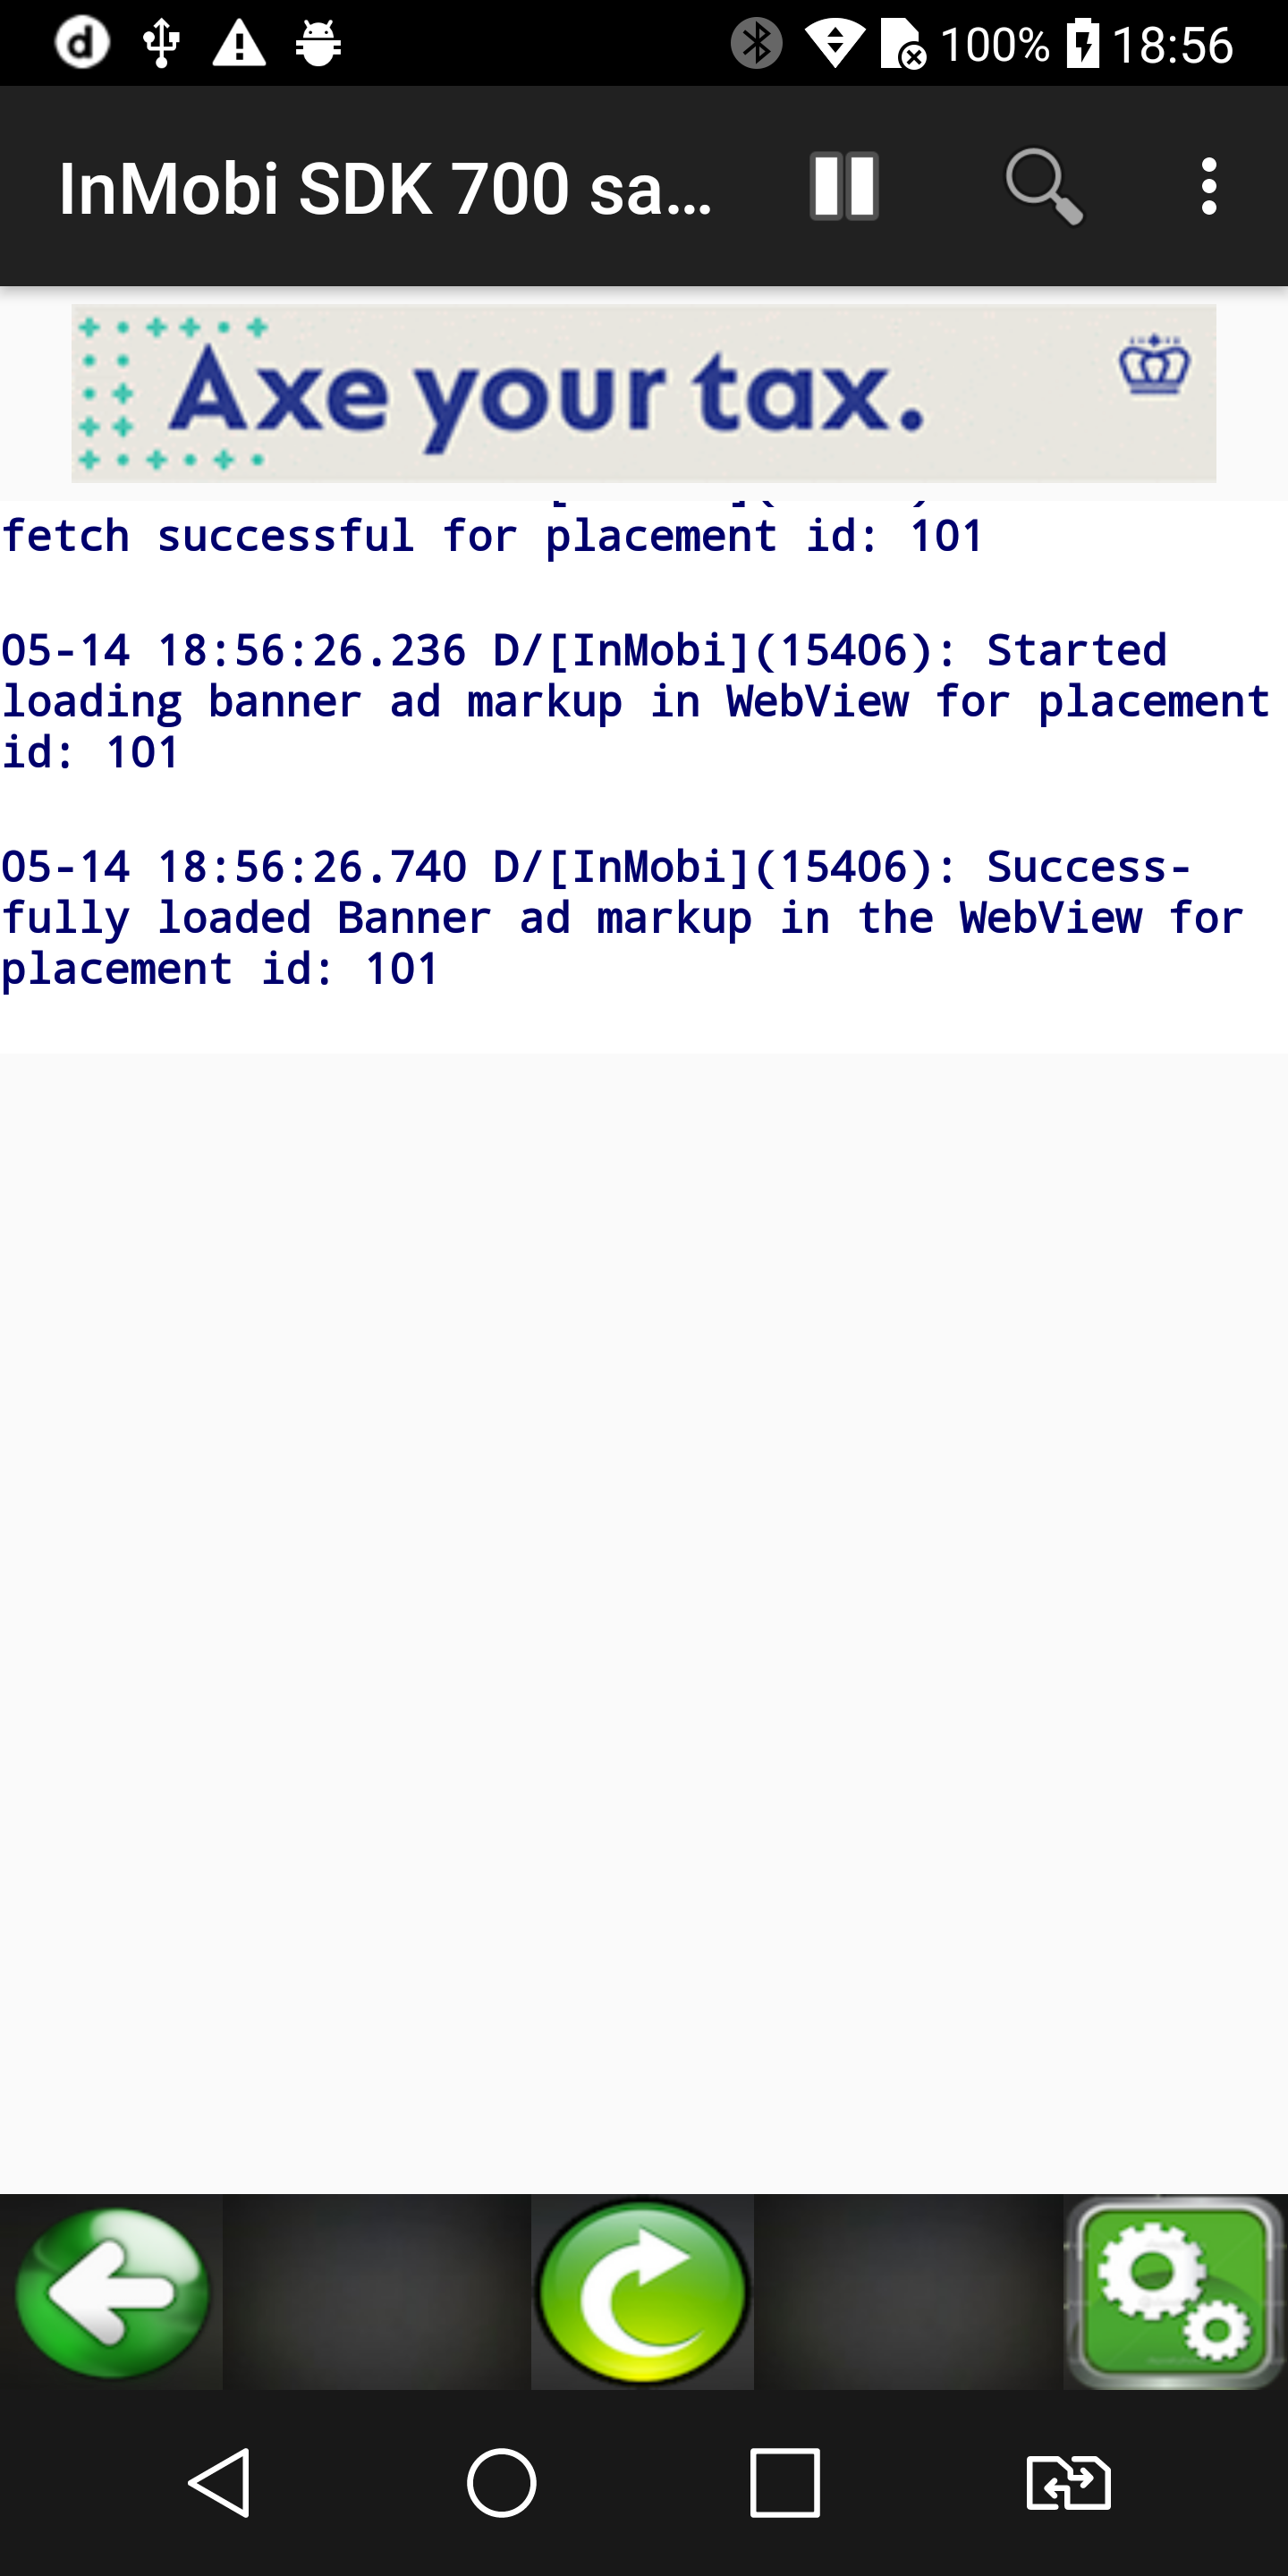 100% 18:56
InMobi SDK 700 sa...
Axe your tax.
fetch successful for placement id: 101
05-14 18:56:26.236 D/[InMobi](15406): Started
loading banner ad markup in WebView for placement
id: 101
05-14 18:56:26.740 D/[InMobi](15406): Success-
fully loaded Banner ad markup in the WebView for
placement id: 101